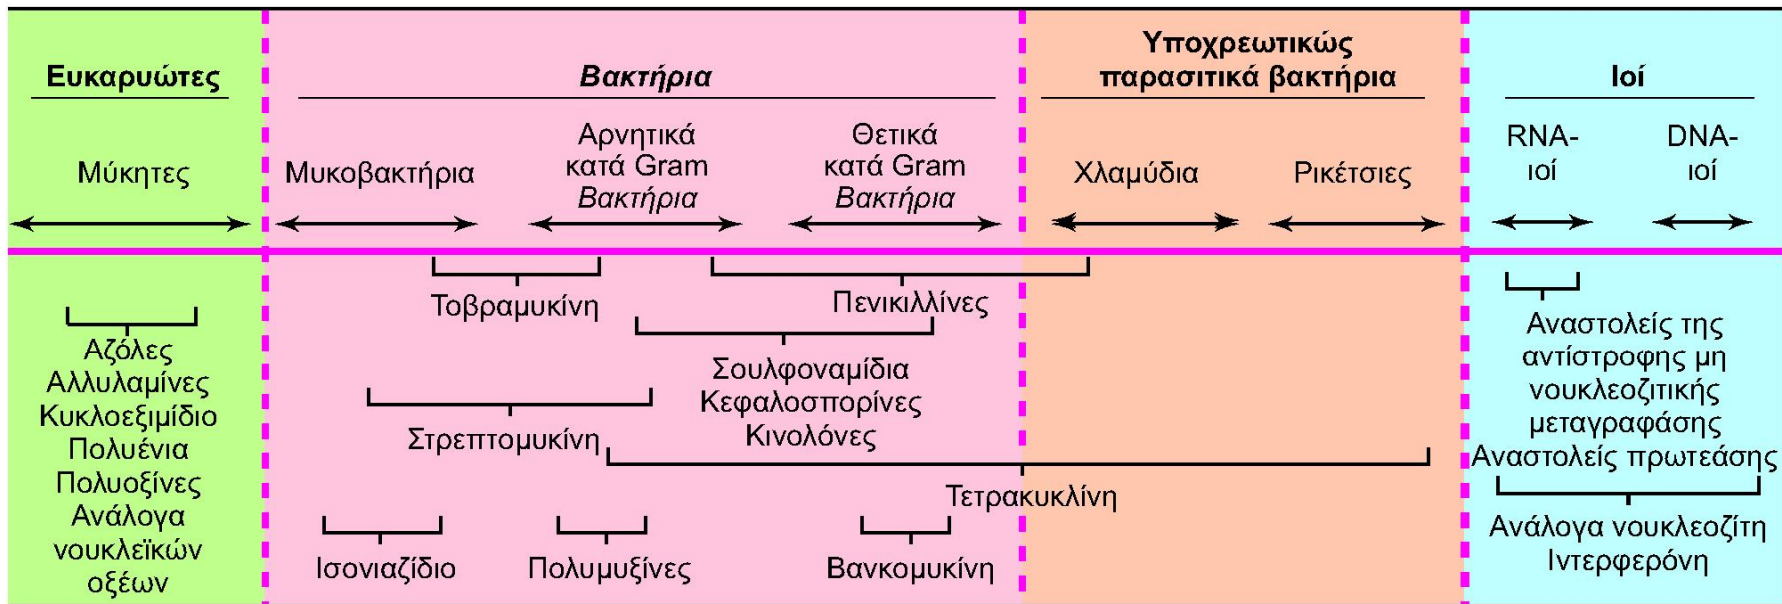 Ευκαρυώτες
Βακτήρια
Υποχρεωτικώς
παρασιτικά βακτήρια
Ιοί
Μύκητες
Μυκοβακτήρια
Αρνητικά
κατά Gram
Βακτήρια
Θετικά
κατά Gram
Βακτήρια
Χλαμύδια
Ρικέτσιες
RNA-
ιοί
DNA-
ιοί
Αζόλες
Αλλυλαμίνες
Κυκλοεξιμίδιο
Πολυένια
Πολυοξίνες
Ανάλογα
νουκλεϊκών
οξέων
Τοβραμυκίνη
Πενικιλλίνες
Σουλφοναμίδια
Κεφαλοσπορίνες
Κινολόνες
Στρεπτομυκίνη
Τετρακυκλίνη
Ισονιαζίδιο
Πολυμυξίνες
Βανκομυκίνη
Αναστολείς της
αντίστροφης μη
νουκλεοζιτικής
μεταγραφάσης
Αναστολείς πρωτεάσης
Ανάλογα νουκλεοζίτη
Ιντερφερόνη